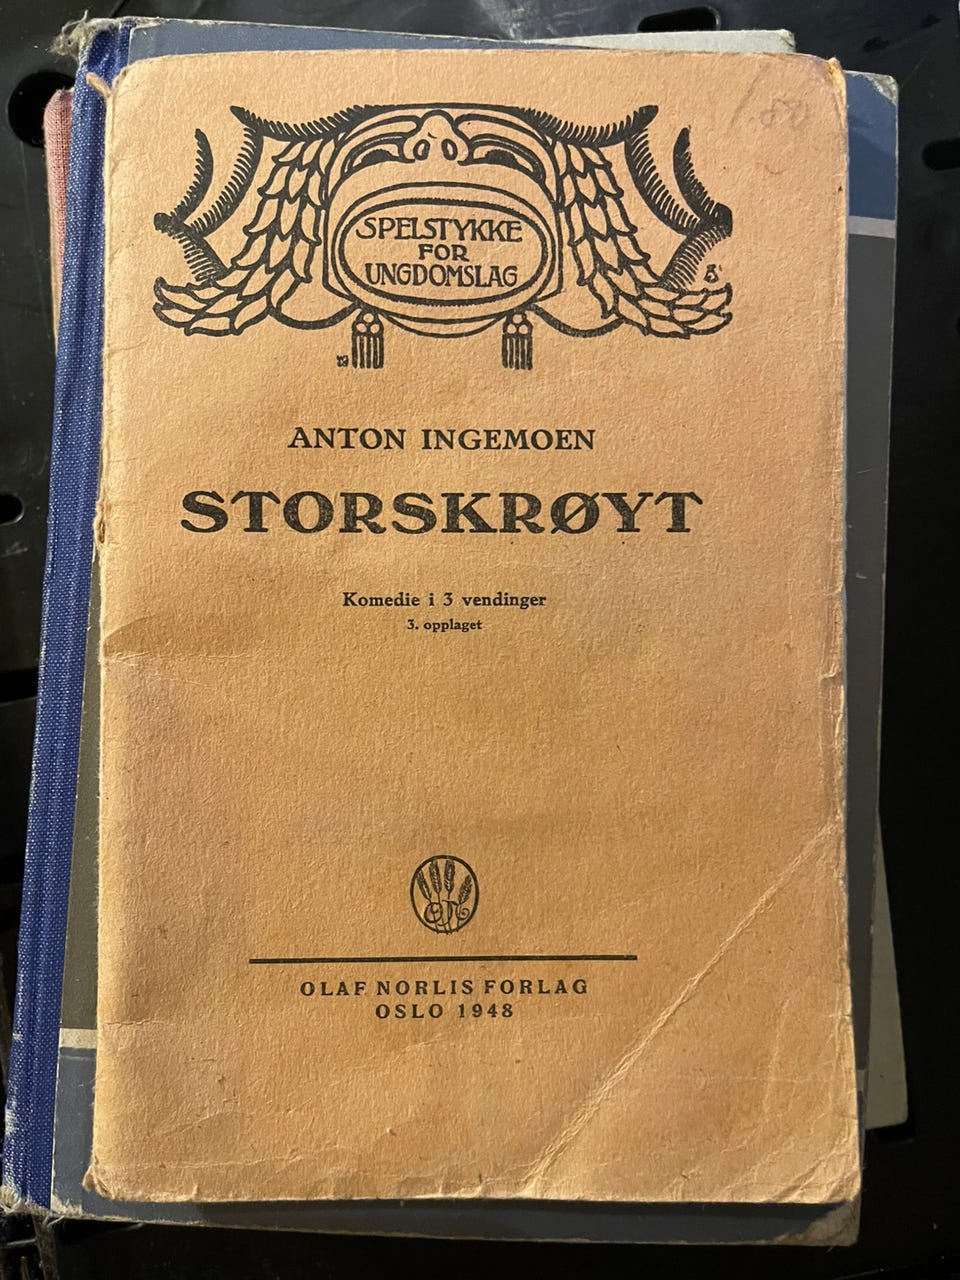 SPELSTYKKE
FOR
UNGDOMSLAG
ANTON INGEMOEN
STORSKRØYT
Komedie i 3 vendinger
3. opplaget
OLAF NORLIS FORLAG
OSLO 1948